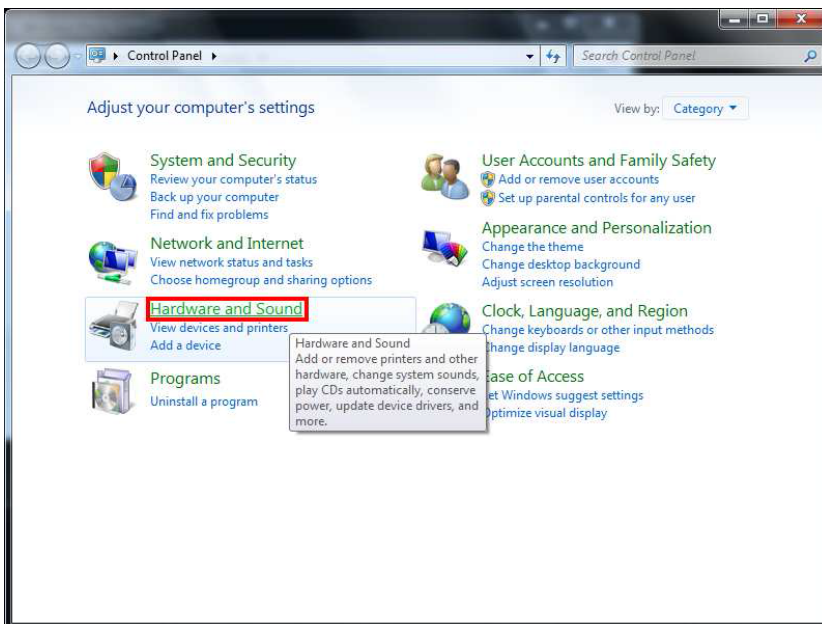 Control Panel
Search Control Panel
Adjust your computer's settings
View by: Category
System and Security
Review your computer's status
Back up your computer
Find and fix problems
Network and Internet
View network status and tasks
Choose homegroup and sharing options
Hardware and Sound
View devices and printers
Add a device
Programs
Uninstall a program
User Accounts and Family Safety
Add or remove user accounts
Set up parental controls for any user
Appearance and Personalization
Change the theme
Change desktop background
Adjust screen resolution
Clock, Language, and Region
Change keyboards or other input methods
Change display language
Ease of Access
Let Windows suggest settings
Optimize visual display
Hardware and Sound
Add or remove printers and other
hardware, change system sounds,
play CDs automatically, conserve
power, update device drivers, and
more.